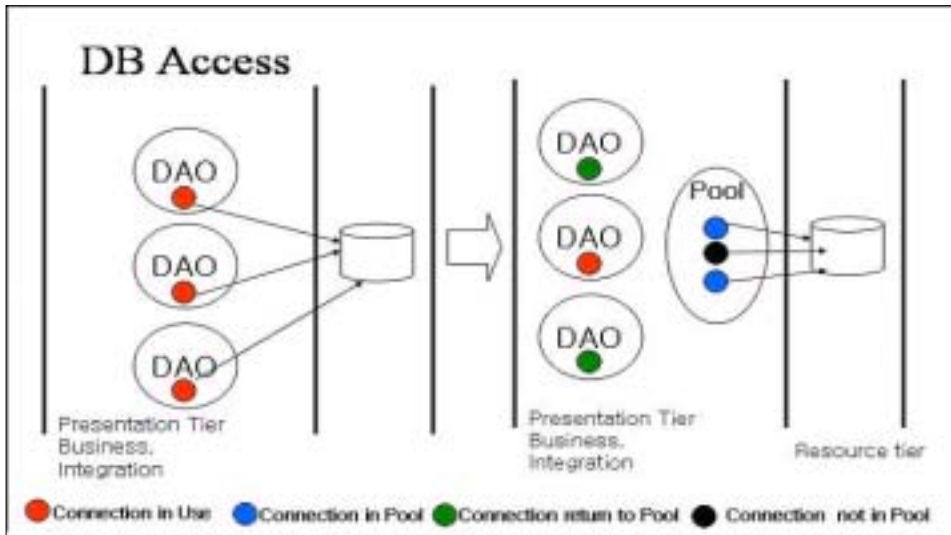 DB Access
DAO
DAO
DAO
Presentation Tier
Business,
Integration
DAO
DAO
DAO
Pool
Presentation Tier
Business,
Integration
Resource tier
Connection in Use
Connection in Pool
Connection return to Pool
Connection not in Pool